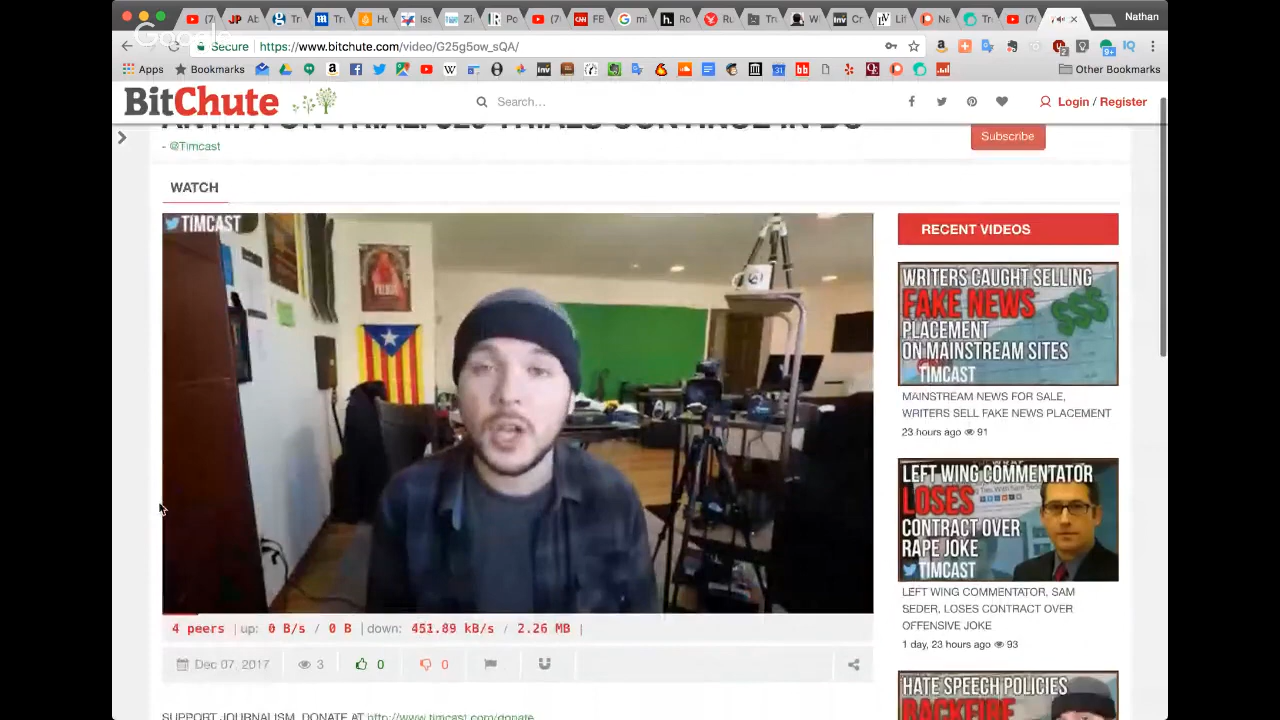 Nathan
Google
Secure
https://www.bitchute.com/video/G25g5ow_sQA/
Apps
Bookmarks
Other Bookmarks
BitChute
Search...
Login / Register
- @Timcast
Subscribe
WATCH
TIMCAST
RECENT VIDEOS
WRITERS CAUGHT SELLING
FAKE NEWS
PLACEMENT
ON MAINSTREAM SITES
TIMCAST
MAINSTREAM NEWS FOR SALE,
WRITERS SELL FAKE NEWS PLACEMENT
23 hours ago 91
LEFT WING COMMENTATOR
LOSES
CONTRACT OVER
RAPE JOKE
TIMCAST
LEFT WING COMMENTATOR, SAM
SEDER, LOSES CONTRACT OVER
OFFENSIVE JOKE
1 day, 23 hours ago 93
HATE SPEECH POLICIES
BACKFIRE
4 peers | up: 0 B/s / 0 B | down: 451.89 kB/s / 2.26 MB |
Dec 07, 2017 3 0 0
SUPPORT JOURNALISM. DONATE AT http://www.timcast.com/donate